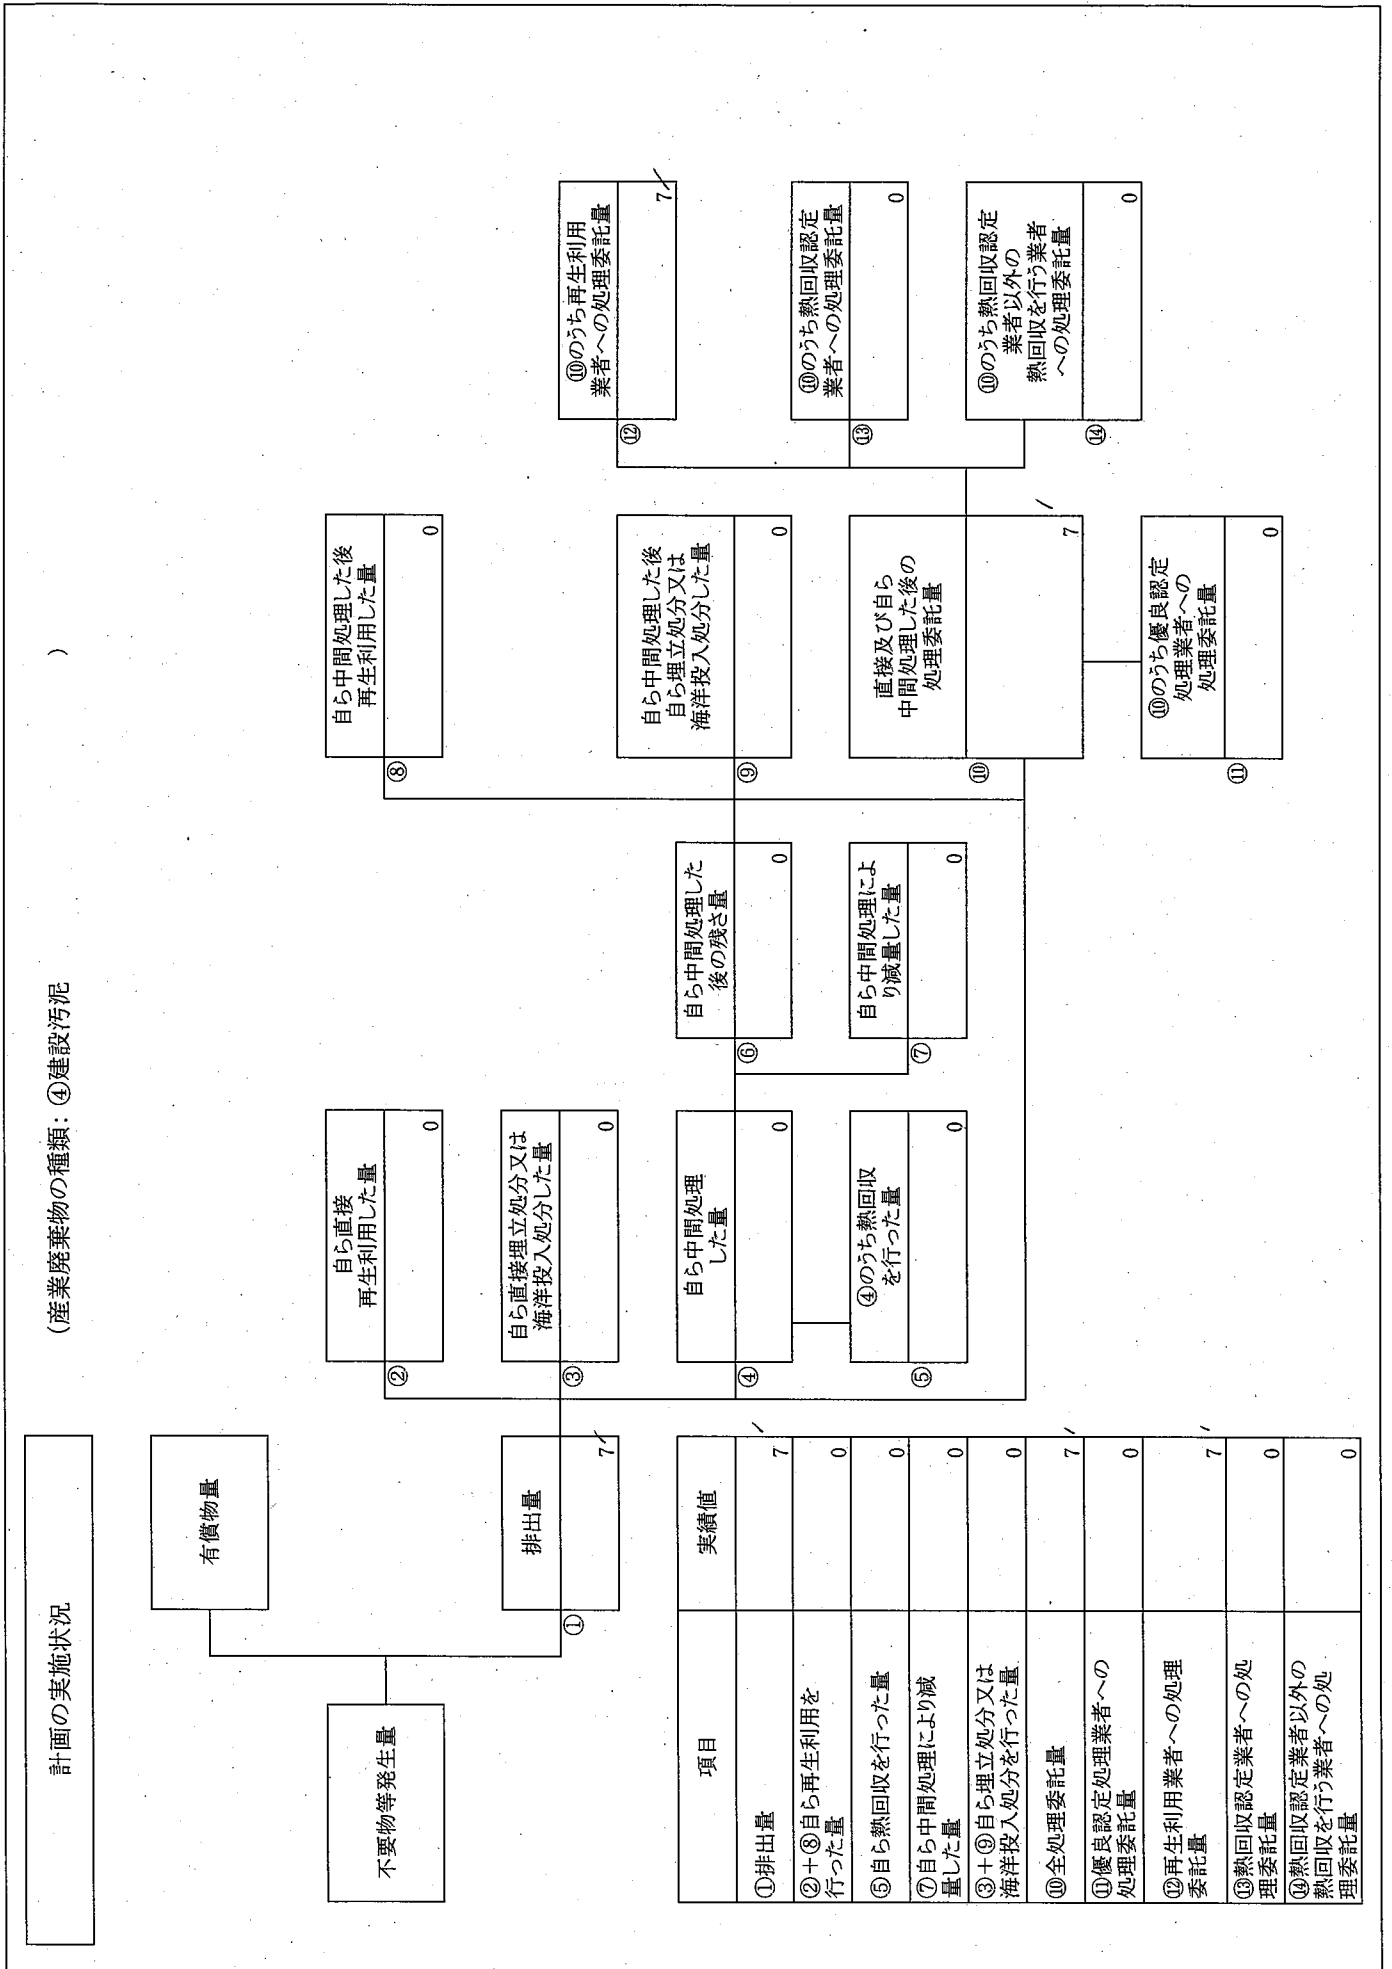 計画の実施状況
(産業廃棄物の種類：④建設汚泥
)
不要物等発生量
有償物量
①
排出量
7
②
自ら直接
再生利用した量
0
③
自ら直接埋立処分又は
海洋投入処分した量
0
④
自ら中間処理
した量
0
⑤
④のうち熱回収
を行った量
0
⑥
自ら中間処理した
後の残さ量
0
⑦
自ら中間処理によ
り減量した量
0
⑧
自ら中間処理した後
再生利用した量
0
⑨
自ら中間処理した後
自ら埋立処分又は
海洋投入処分した量
0
⑩
直接及び自ら
中間処理した後の
処理委託量
7
⑪
⑩のうち優良認定
処理業者への
処理委託量
0
⑫
⑩のうち再生利用
業者への処理委託量
7
⑬
⑩のうち熱回収認定
業者への処理委託量
0
⑭
⑩のうち熱回収認定
業者以外の
熱回収を行う業者
への処理委託量
0
項目 実績値
①排出量 7
②+⑧自ら再生利用を
行った量 0
⑤自ら熱回収を行った量 0
⑦自ら中間処理により減
量した量 0
③+⑨自ら埋立処分又は
海洋投入処分を行った量 0
⑩全処理委託量 7
⑪優良認定処理業者への
処理委託量 0
⑫再生利用業者への処理
委託量 7
⑬熱回収認定業者への処
理委託量 0
⑭熱回収認定業者以外の
熱回収を行う業者への処
理委託量 0